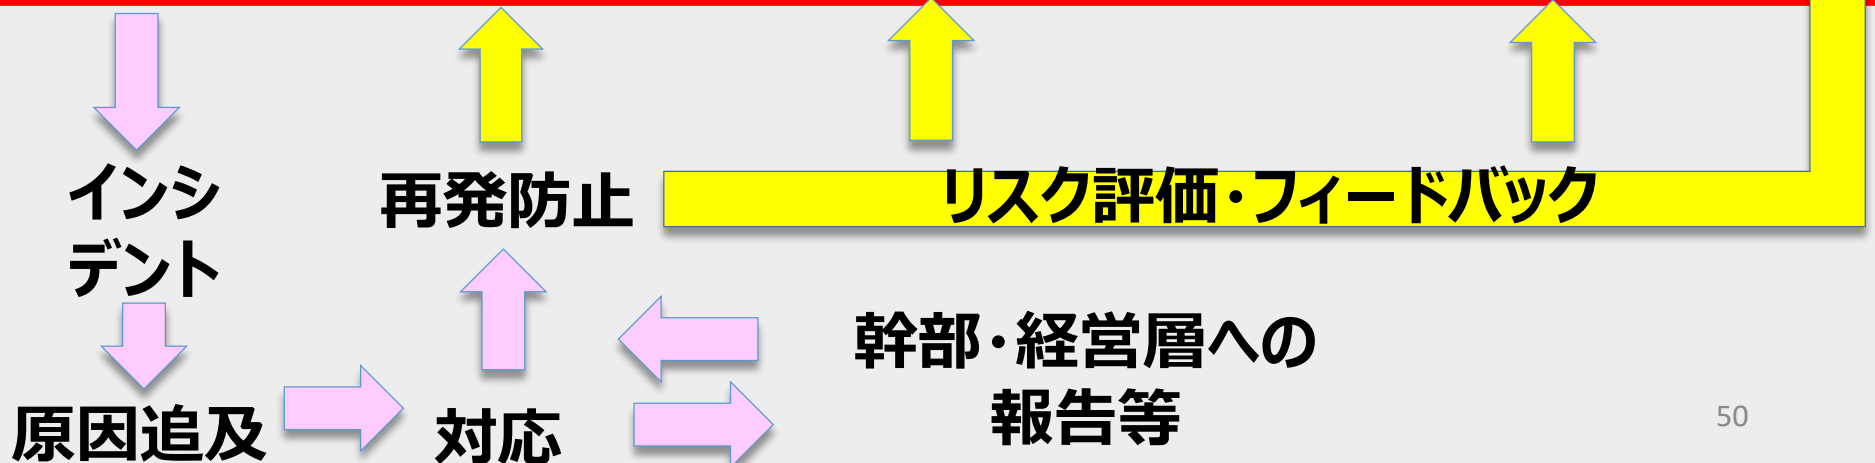 インシ
デント
再発防止
リスク評価・フィードバック
幹部・経営層への
報告等
原因追及
対応
50